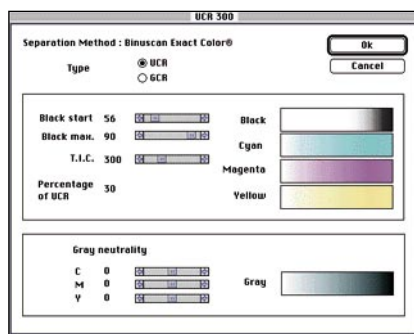 UCR 300
Separation Method : Binuscan Exact Color®
Ok
Type
UCR
Cancel
GCR
Black start 56
Black
Black max. 90
Cyan
T.I.C. 300
Magenta
Percentage of UCR 30
Yellow
Gray neutrality
C 0
M 0
Gray
Y 0